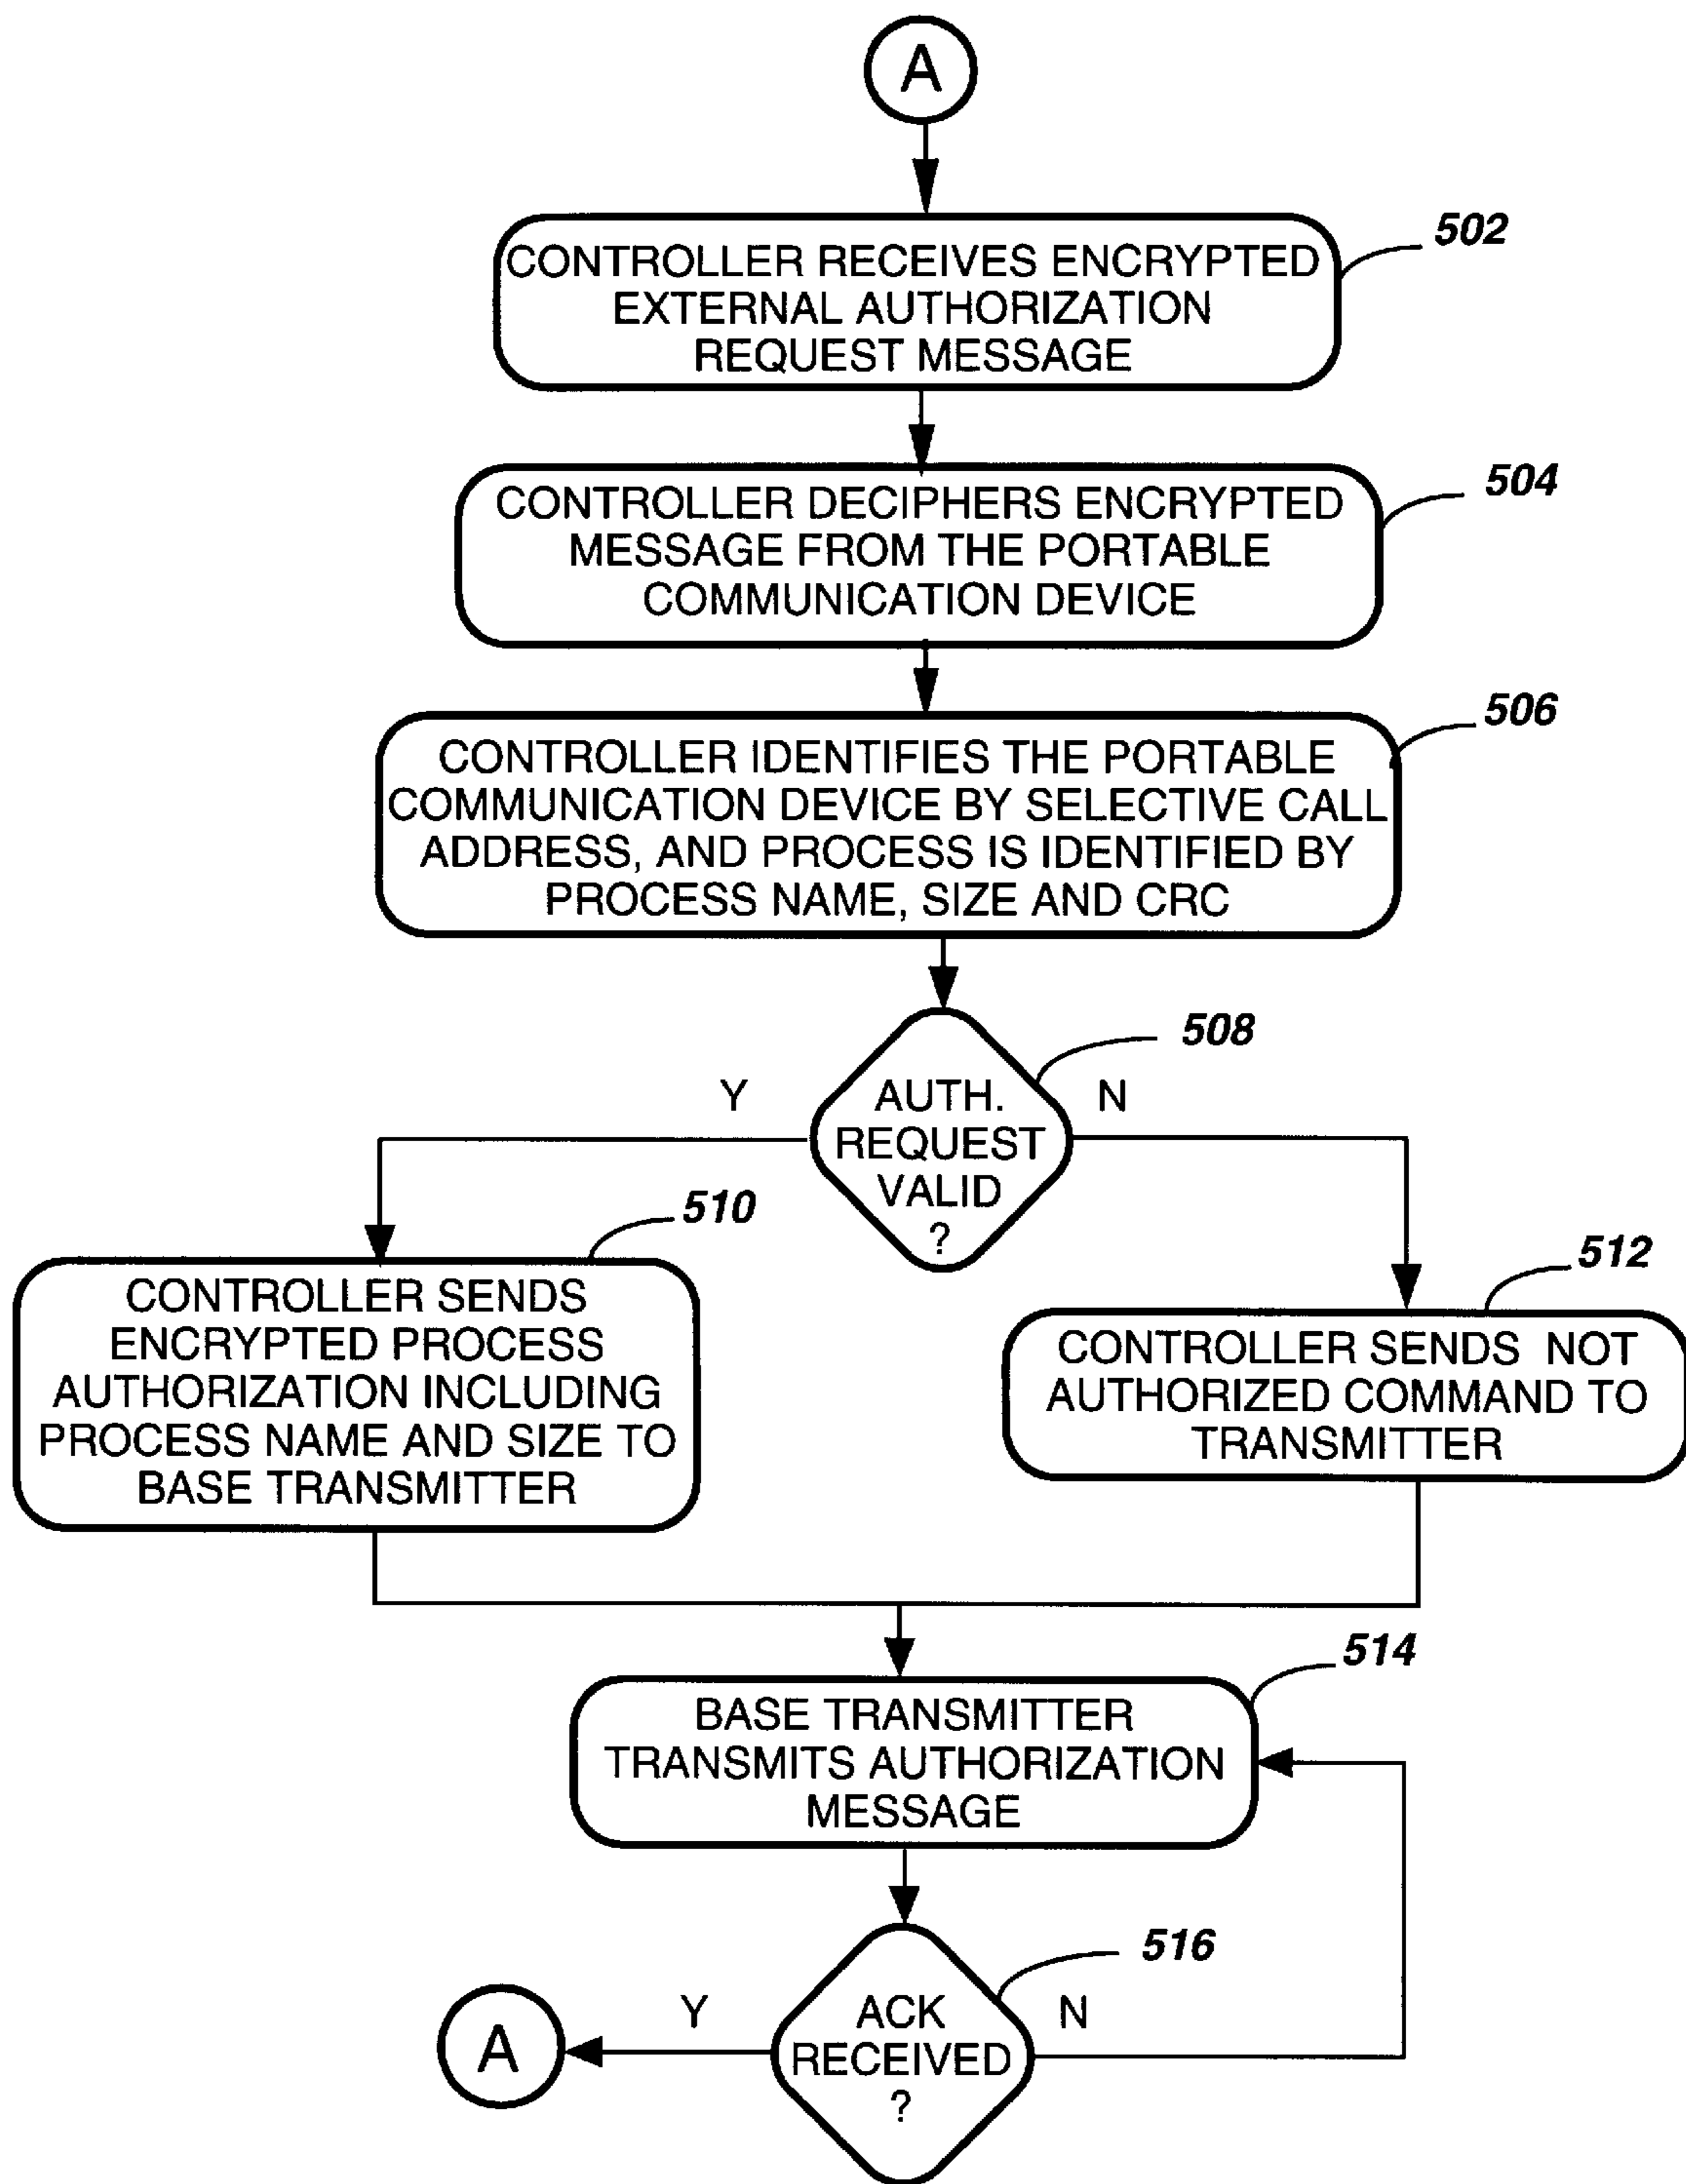 A
CONTROLLER RECEIVES ENCRYPTED
EXTERNAL AUTHORIZATION
REQUEST MESSAGE
502
CONTROLLER DECIPHERS ENCRYPTED
MESSAGE FROM THE PORTABLE
COMMUNICATION DEVICE
504
CONTROLLER IDENTIFIES THE PORTABLE
COMMUNICATION DEVICE BY SELECTIVE CALL
ADDRESS, AND PROCESS IS IDENTIFIED BY
PROCESS NAME, SIZE AND CRC
506
AUTH.
REQUEST
VALID
?
508
Y
N
CONTROLLER SENDS
ENCRYPTED PROCESS
AUTHORIZATION INCLUDING
PROCESS NAME AND SIZE TO
BASE TRANSMITTER
510
CONTROLLER SENDS NOT
AUTHORIZED COMMAND TO
TRANSMITTER
512
BASE TRANSMITTER
TRANSMITS AUTHORIZATION
MESSAGE
514
ACK
RECEIVED
?
516
Y
N
A